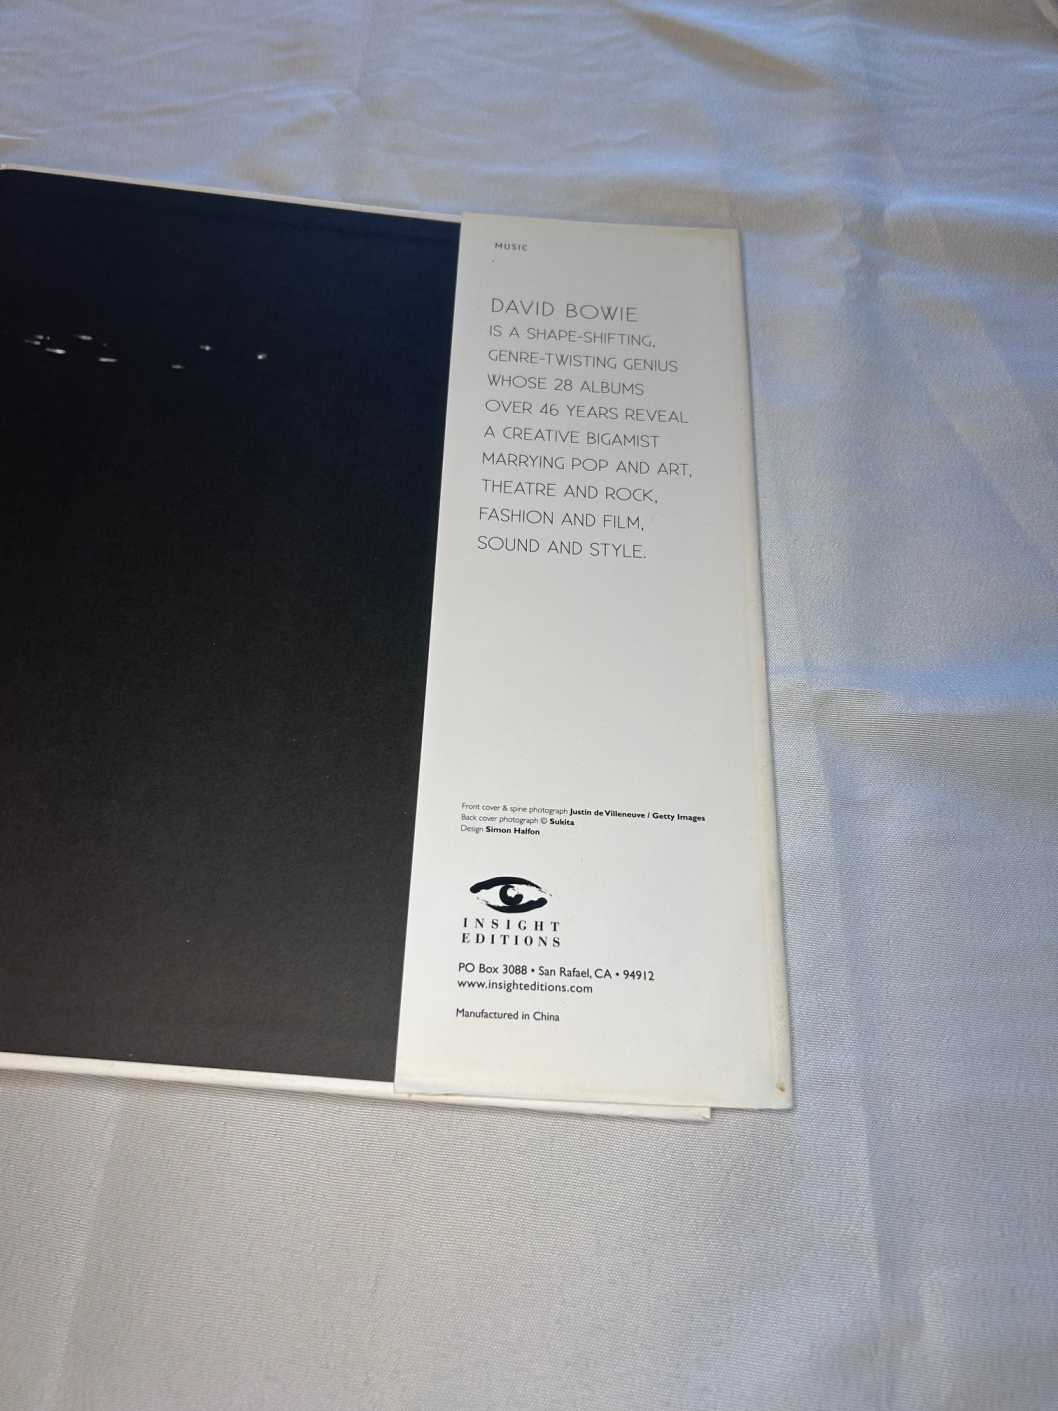 MUSIC
DAVID BOWIE
IS A SHAPE-SHIFTING,
GENRE-TWISTING GENIUS
WHOSE 28 ALBUMS
OVER 46 YEARS REVEAL
A CREATIVE BIGAMIST
MARRYING POP AND ART,
THEATRE AND ROCK,
FASHION AND FILM,
SOUND AND STYLE.
Front cover & spine photograph Justin de Villeneuve / Getty Images
Back cover photograph © Sukita
Design Simon Halfon
INSIGHT
EDITIONS
PO Box 3088 • San Rafael, CA • 94912
www.insighteditions.com
Manufactured in China